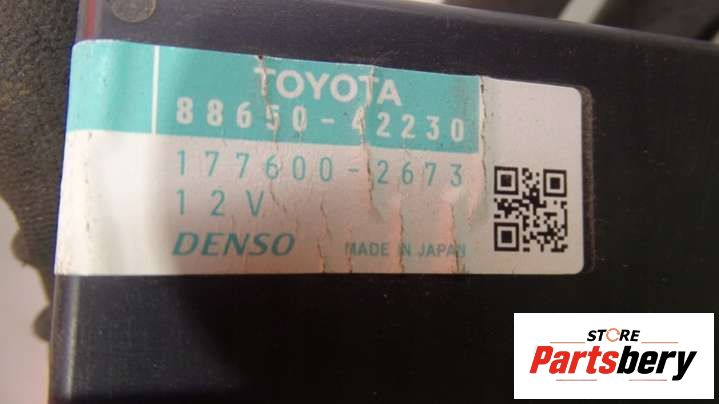 TOYOTA
88650-42230
177600-2673
12V
DENSO MADE IN JAPAN
STORE
Partsbery